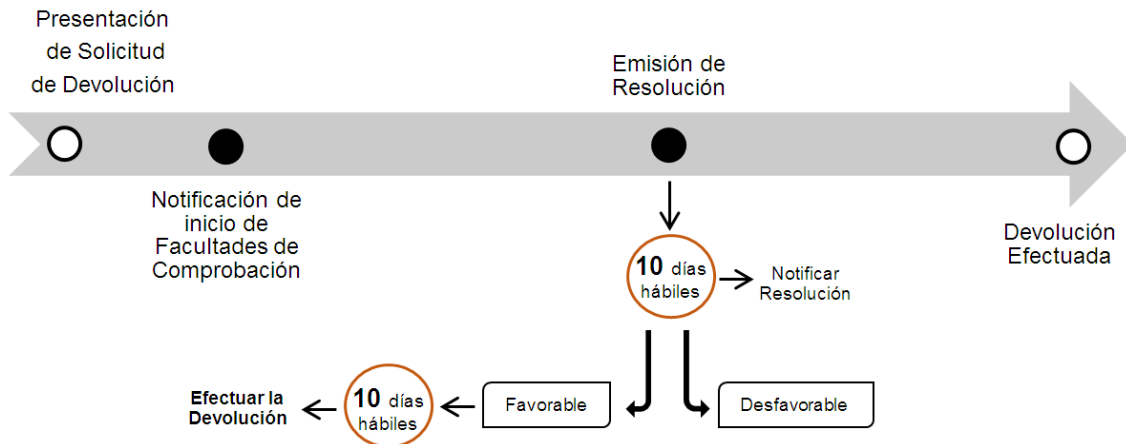 Presentación
de Solicitud
de Devolución
Emisión de
Resolución
Notificación de
inicio de
Facultades de
Comprobación
Devolución
Efectuada
10 días
hábiles
Notificar
Resolución
Efectuar la
Devolución
10 días
hábiles
Favorable
Desfavorable